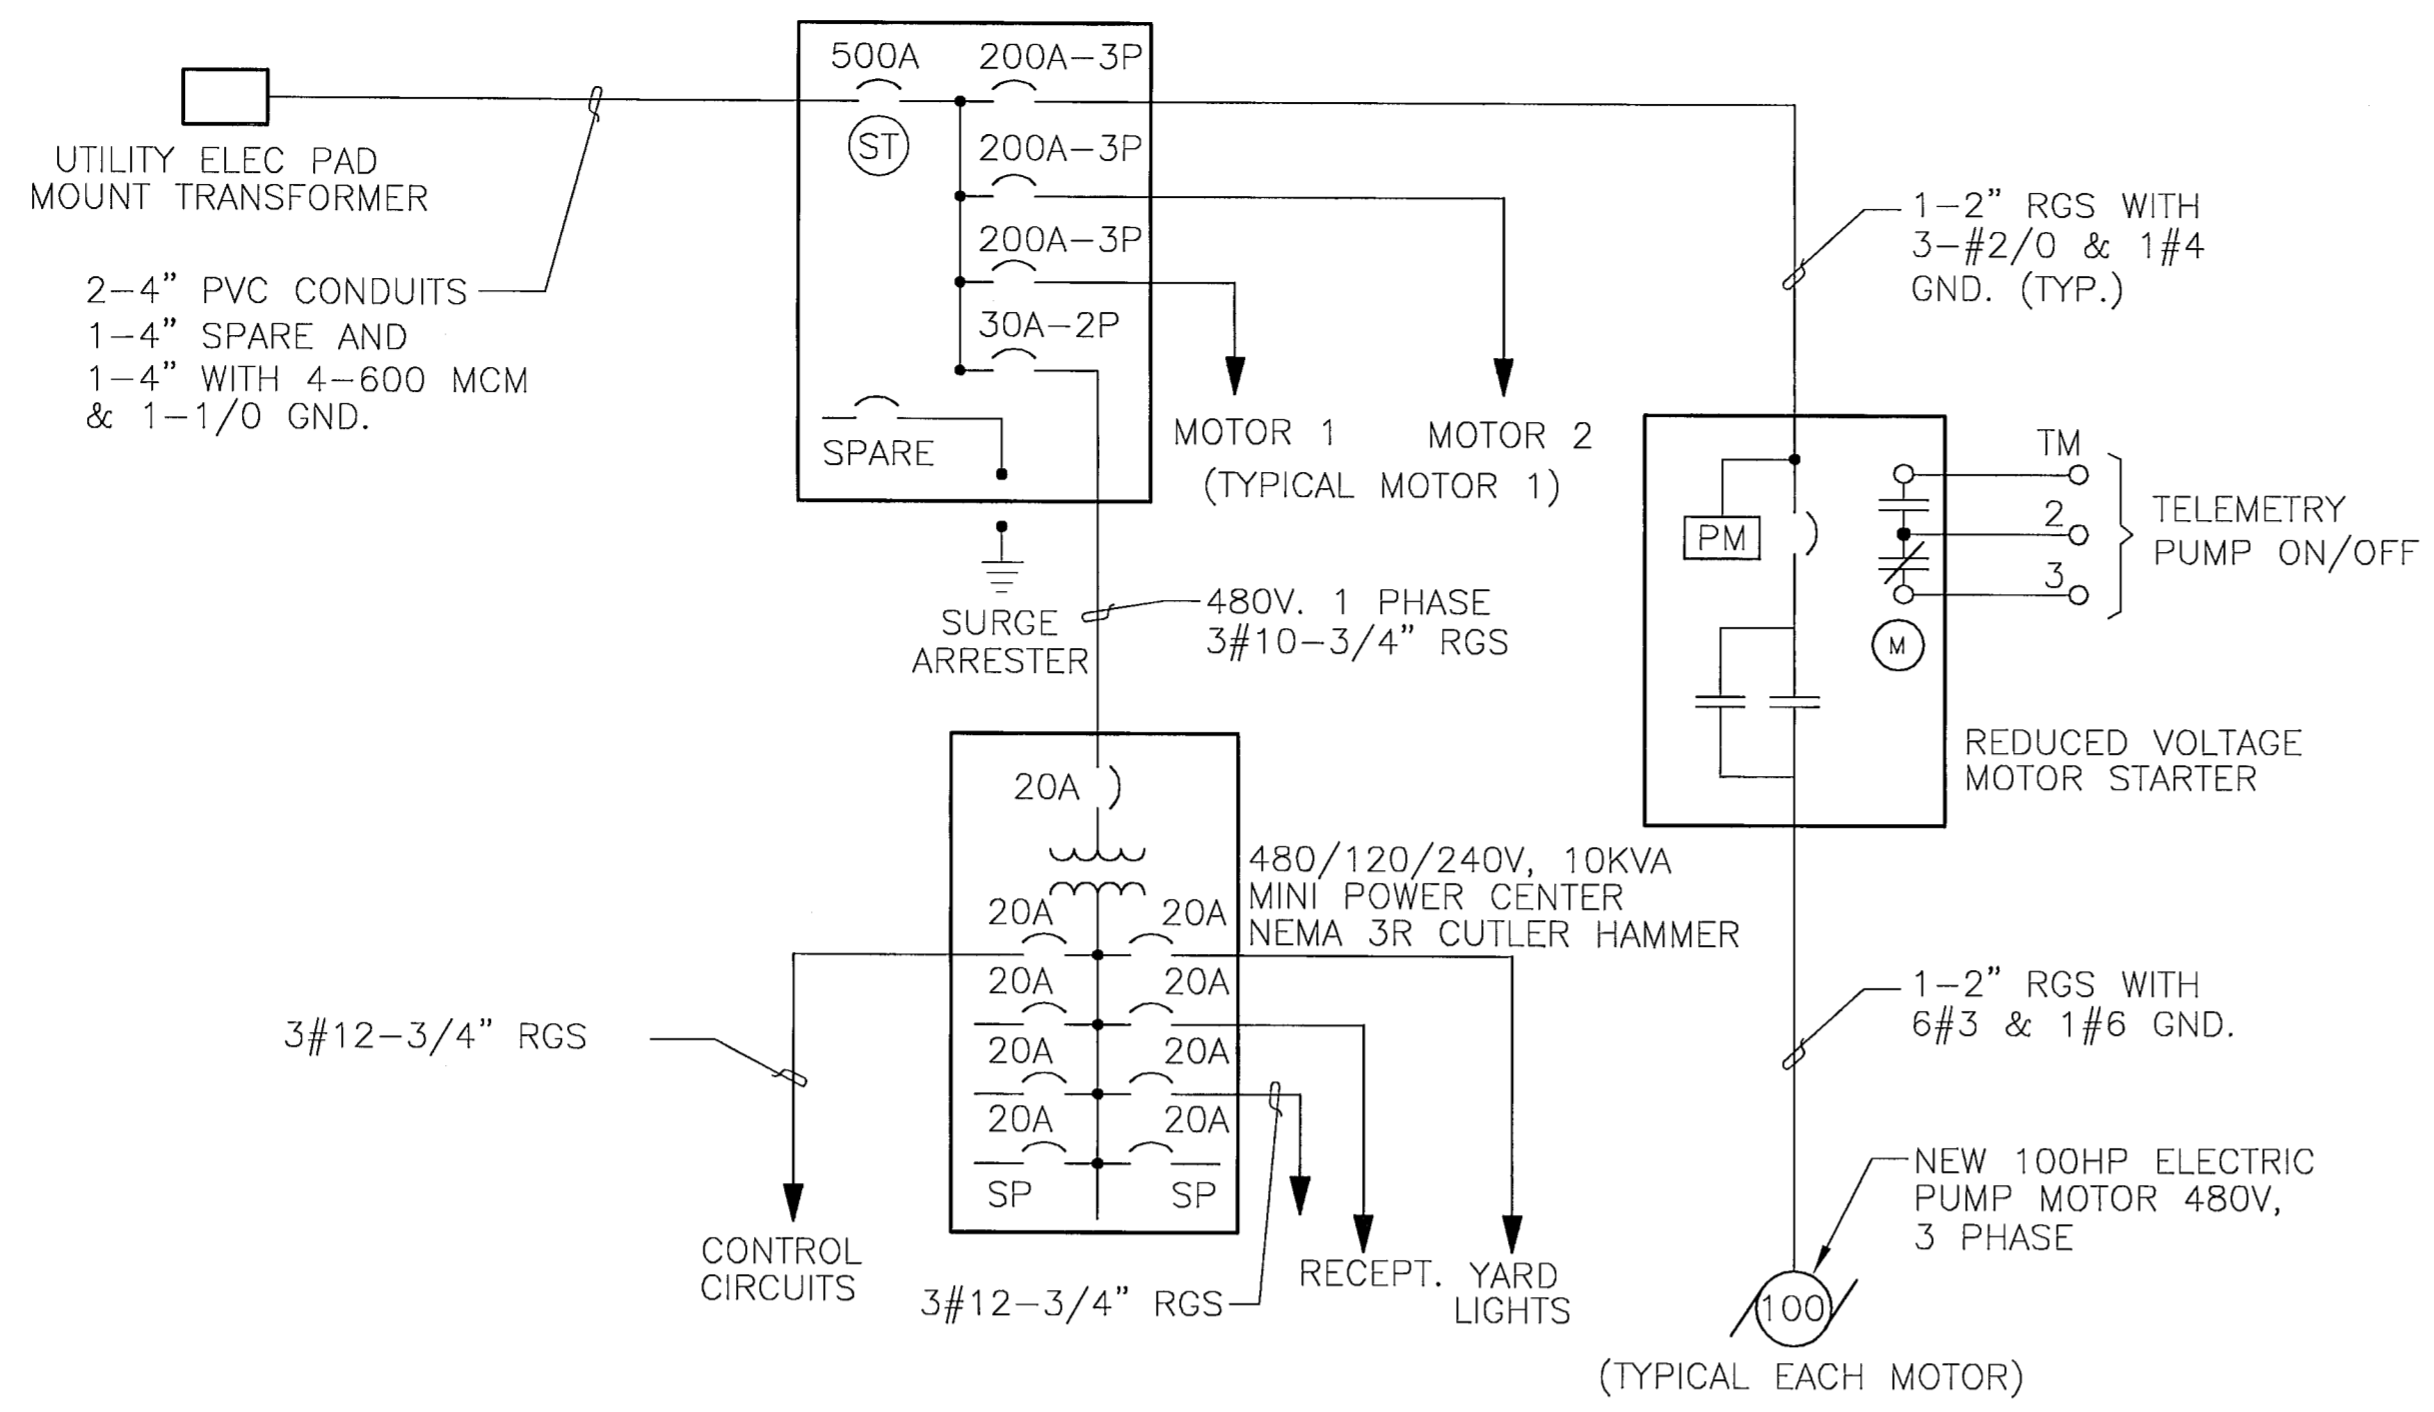 500A
200A-3P
ST
200A-3P
200A-3P
30A-2P
SPARE
UTILITY ELEC PAD
MOUNT TRANSFORMER
2-4" PVC CONDUITS
1-4" SPARE AND
1-4" WITH 4-600 MCM
& 1-1/0 GND.
MOTOR 1
MOTOR 2
(TYPICAL MOTOR 1)
1-2" RGS WITH
3-#2/0 & 1#4
GND. (TYP.)
SURGE
ARRESTER
480V. 1 PHASE
3#10-3/4" RGS
PM
TM
2
3
M
TELEMETRY
PUMP ON/OFF
REDUCED VOLTAGE
MOTOR STARTER
20A
480/120/240V, 10KVA
MINI POWER CENTER
NEMA 3R CUTLER HAMMER
20A
20A
20A
20A
20A
20A
20A
20A
SP
SP
3#12-3/4" RGS
CONTROL
CIRCUITS
3#12-3/4" RGS
RECEPT.
YARD
LIGHTS
1-2" RGS WITH
6#3 & 1#6 GND.
NEW 100HP ELECTRIC
PUMP MOTOR 480V,
3 PHASE
100
(TYPICAL EACH MOTOR)